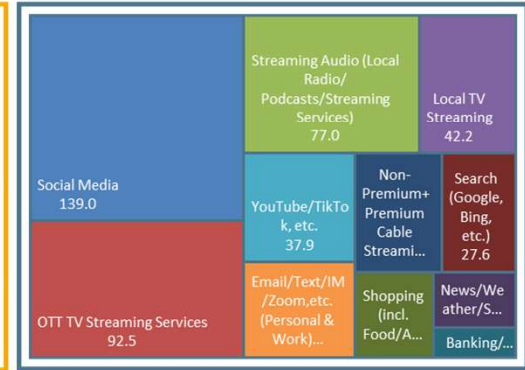 Social Media
139.0
OTT TV Streaming Services
92.5
Streaming Audio (Local
Radio/
Podcasts/Streaming
Services)
77.0
Local TV
Streaming
42.2
YouTube/TikTo
k, etc.
37.9
Non-
Premium+
Premium
Cable
Streami...
Search
(Google,
Bing,
etc.)
27.6
Email/Text/IM
/Zoom,etc.
(Personal &
Work)...
Shopping
(incl.
Food/A...
News/We
ather/S...
Banking/...